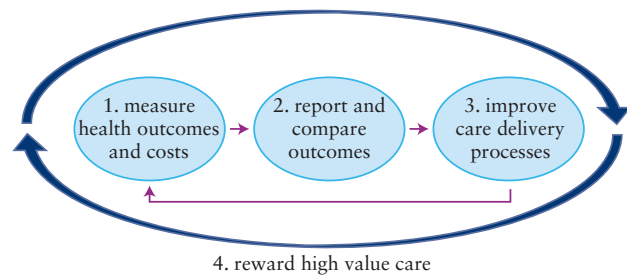 1. measure
health outcomes
and costs
2. report and
compare
outcomes
3. improve
care delivery
processes
4. reward high value care